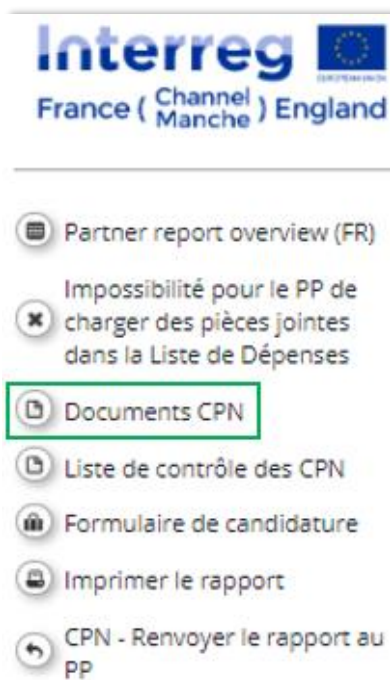 Interreg
EUROPEAN UNION
France ( Channel Manche ) England
Partner report overview (FR)
Impossibilité pour le PP de
charger des pièces jointes
dans la Liste de Dépenses
Documents CPN
Liste de contrôle des CPN
Formulaire de candidature
Imprimer le rapport
CPN - Renvoyer le rapport au
PP